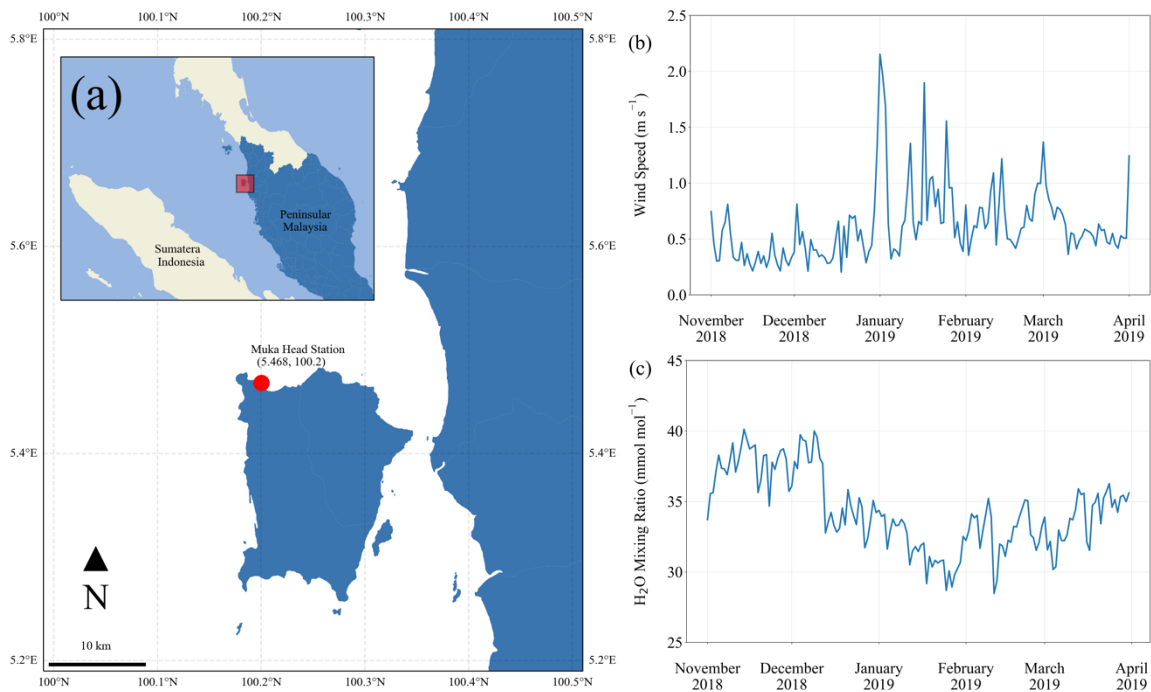 100°N 100.1°N 100.2°N 100.3°N 100.4°N 100.5°N
5.8°E
5.6°E
5.4°E
5.2°E
(a)
Peninsular
Malaysia
Sumatera
Indonesia
Muka Head Station
(5.468, 100.2)
N
10 km
5.8°E
5.6°E
5.4°E
5.2°E
100°N 100.1°N 100.2°N 100.3°N 100.4°N 100.5°N
(b)
Wind Speed (m s⁻¹)
2.5
2.0
1.5
1.0
0.5
0.0
November December January February March April
2018 2018 2019 2019 2019 2019
(c)
H₂O Mixing Ratio (mmol mol⁻¹)
45
40
35
30
25
November December January February March April
2018 2018 2019 2019 2019 2019